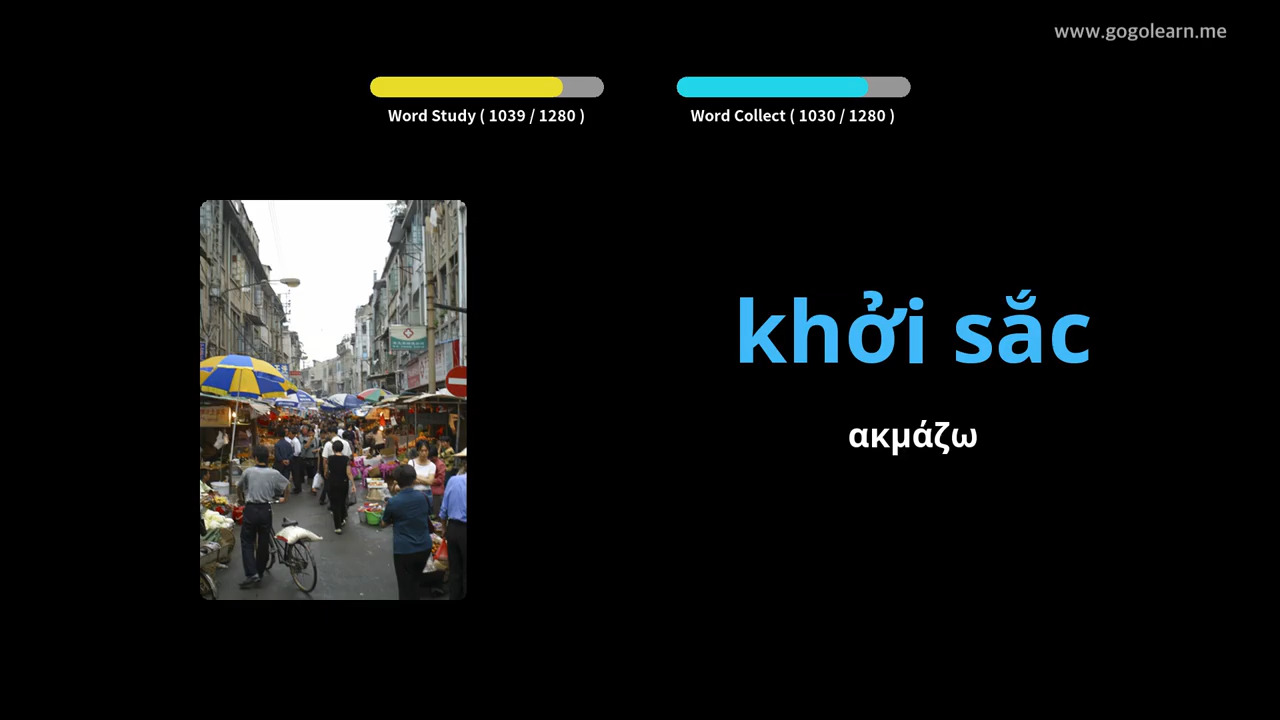 www.gogolearn.me
Word Study ( 1039 / 1280 )
Word Collect ( 1030 / 1280 )
khởi sắc
ακμάζω